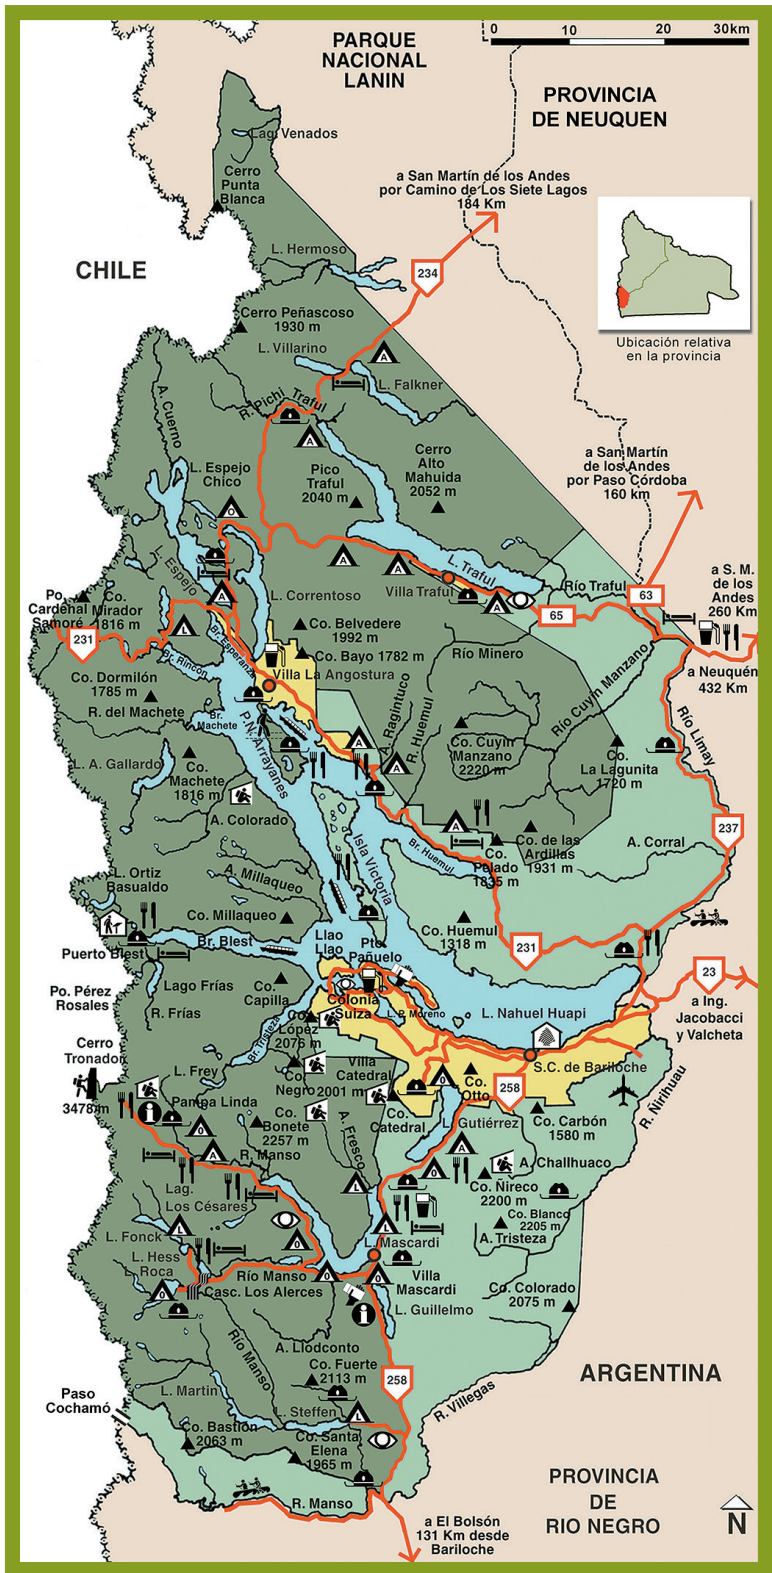 PARQUE
NACIONAL
LANIN
0 10 20 30km
PROVINCIA
DE NEUQUEN
Lag. Venados
Cerro
Punta
Blanca
a San Martín de los Andes
por Camino de Los Siete Lagos
184 Km
CHILE
L. Hermoso
234
Ubicación relativa
en la provincia
Cerro Peñascoso
1930 m
L. Villarino
A
L. Falkner
R. Pichi Traful
A
A. Cuerno
L. Espejo
Chico
O
Pico
Traful
2040 m
Cerro
Alto
Mahuida
2052 m
a San Martín
de los Andes
por Paso Córdoba
160 km
L. Espejo
A
A
L. Traful
Villa Traful
A
Río Traful
65
63
a S. M.
de los
Andes
260 Km
a Neuquén
432 Km
Po.
Cardenal
Samoré
Co.
Mirador
1816 m
231
A
L
L. Correntoso
Co. Belvedere
1992 m
Co. Bayo 1782 m
Br. Esperanza
Br. Rincón
Villa La Angostura
Río Minero
Río Cuyín Manzano
Co. Dormilón
1785 m
R. del Machete
Br.
Machete
P.N. Arrayanes
A. Ragintuco
R. Huemul
Co. Cuyin
Manzano
2220 m
Co.
La Lagunita
1720 m
Río Limay
L. A. Gallardo
Co.
Machete
1816 m
A
A
A. Colorado
A
237
Isla Victoria
Br. Huemul
Co.
Pelado
1835 m
Co. de las
Ardillas
1931 m
A. Corral
L. Ortiz
Basualdo
A. Millaqueo
Co. Millaqueo
Co. Huemul
1318 m
231
Puerto Blest
Br. Blest
Llao
Llao
Pto.
Pañuelo
Po. Pérez
Rosales
Lago Frías
R. Frías
Co.
Capilla
Colonia
Suiza
L. P. Moreno
L. Nahuel Huapi
23
a Ing.
Jacobacci
y Valcheta
Cerro
Tronador
3478m
Br. Tristeza
Co.
López
2076 m
S.C. de Bariloche
L. Frey
Co.
Negro 2001 m
Villa
Catedral
0
Co.
Otto
258
R. Nirihuau
Pampa Linda
0
Co.
Bonete
2257 m
Co.
Catedral
L. Gutiérrez
Co. Carbón
1580 m
A
R. Manso
A. Fresco
A
A. Challhuaco
L
0
Co. Ñireco
2200 m
Lag.
Los Césares
Co. Blanco
2205 m
L. Fonck
L
L. Hess
L. Roca
0
L
L. Mascardi
A. Tristeza
0
Río Manso
Casc. Los Alerces
0
0
Villa
Mascardi
Co. Colorado
2075 m
L. Guillelmo
A. Llodconto
Río Manso
Co. Fuerte
2113 m
258
ARGENTINA
Paso
Cochamó
L. Martin
L. Steffen
L
R. Villegas
Co. Bastión
2063 m
Co. Santa
Elena
1965 m
R. Manso
PROVINCIA
DE
RIO NEGRO
a El Bolsón
131 Km desde
Bariloche
N